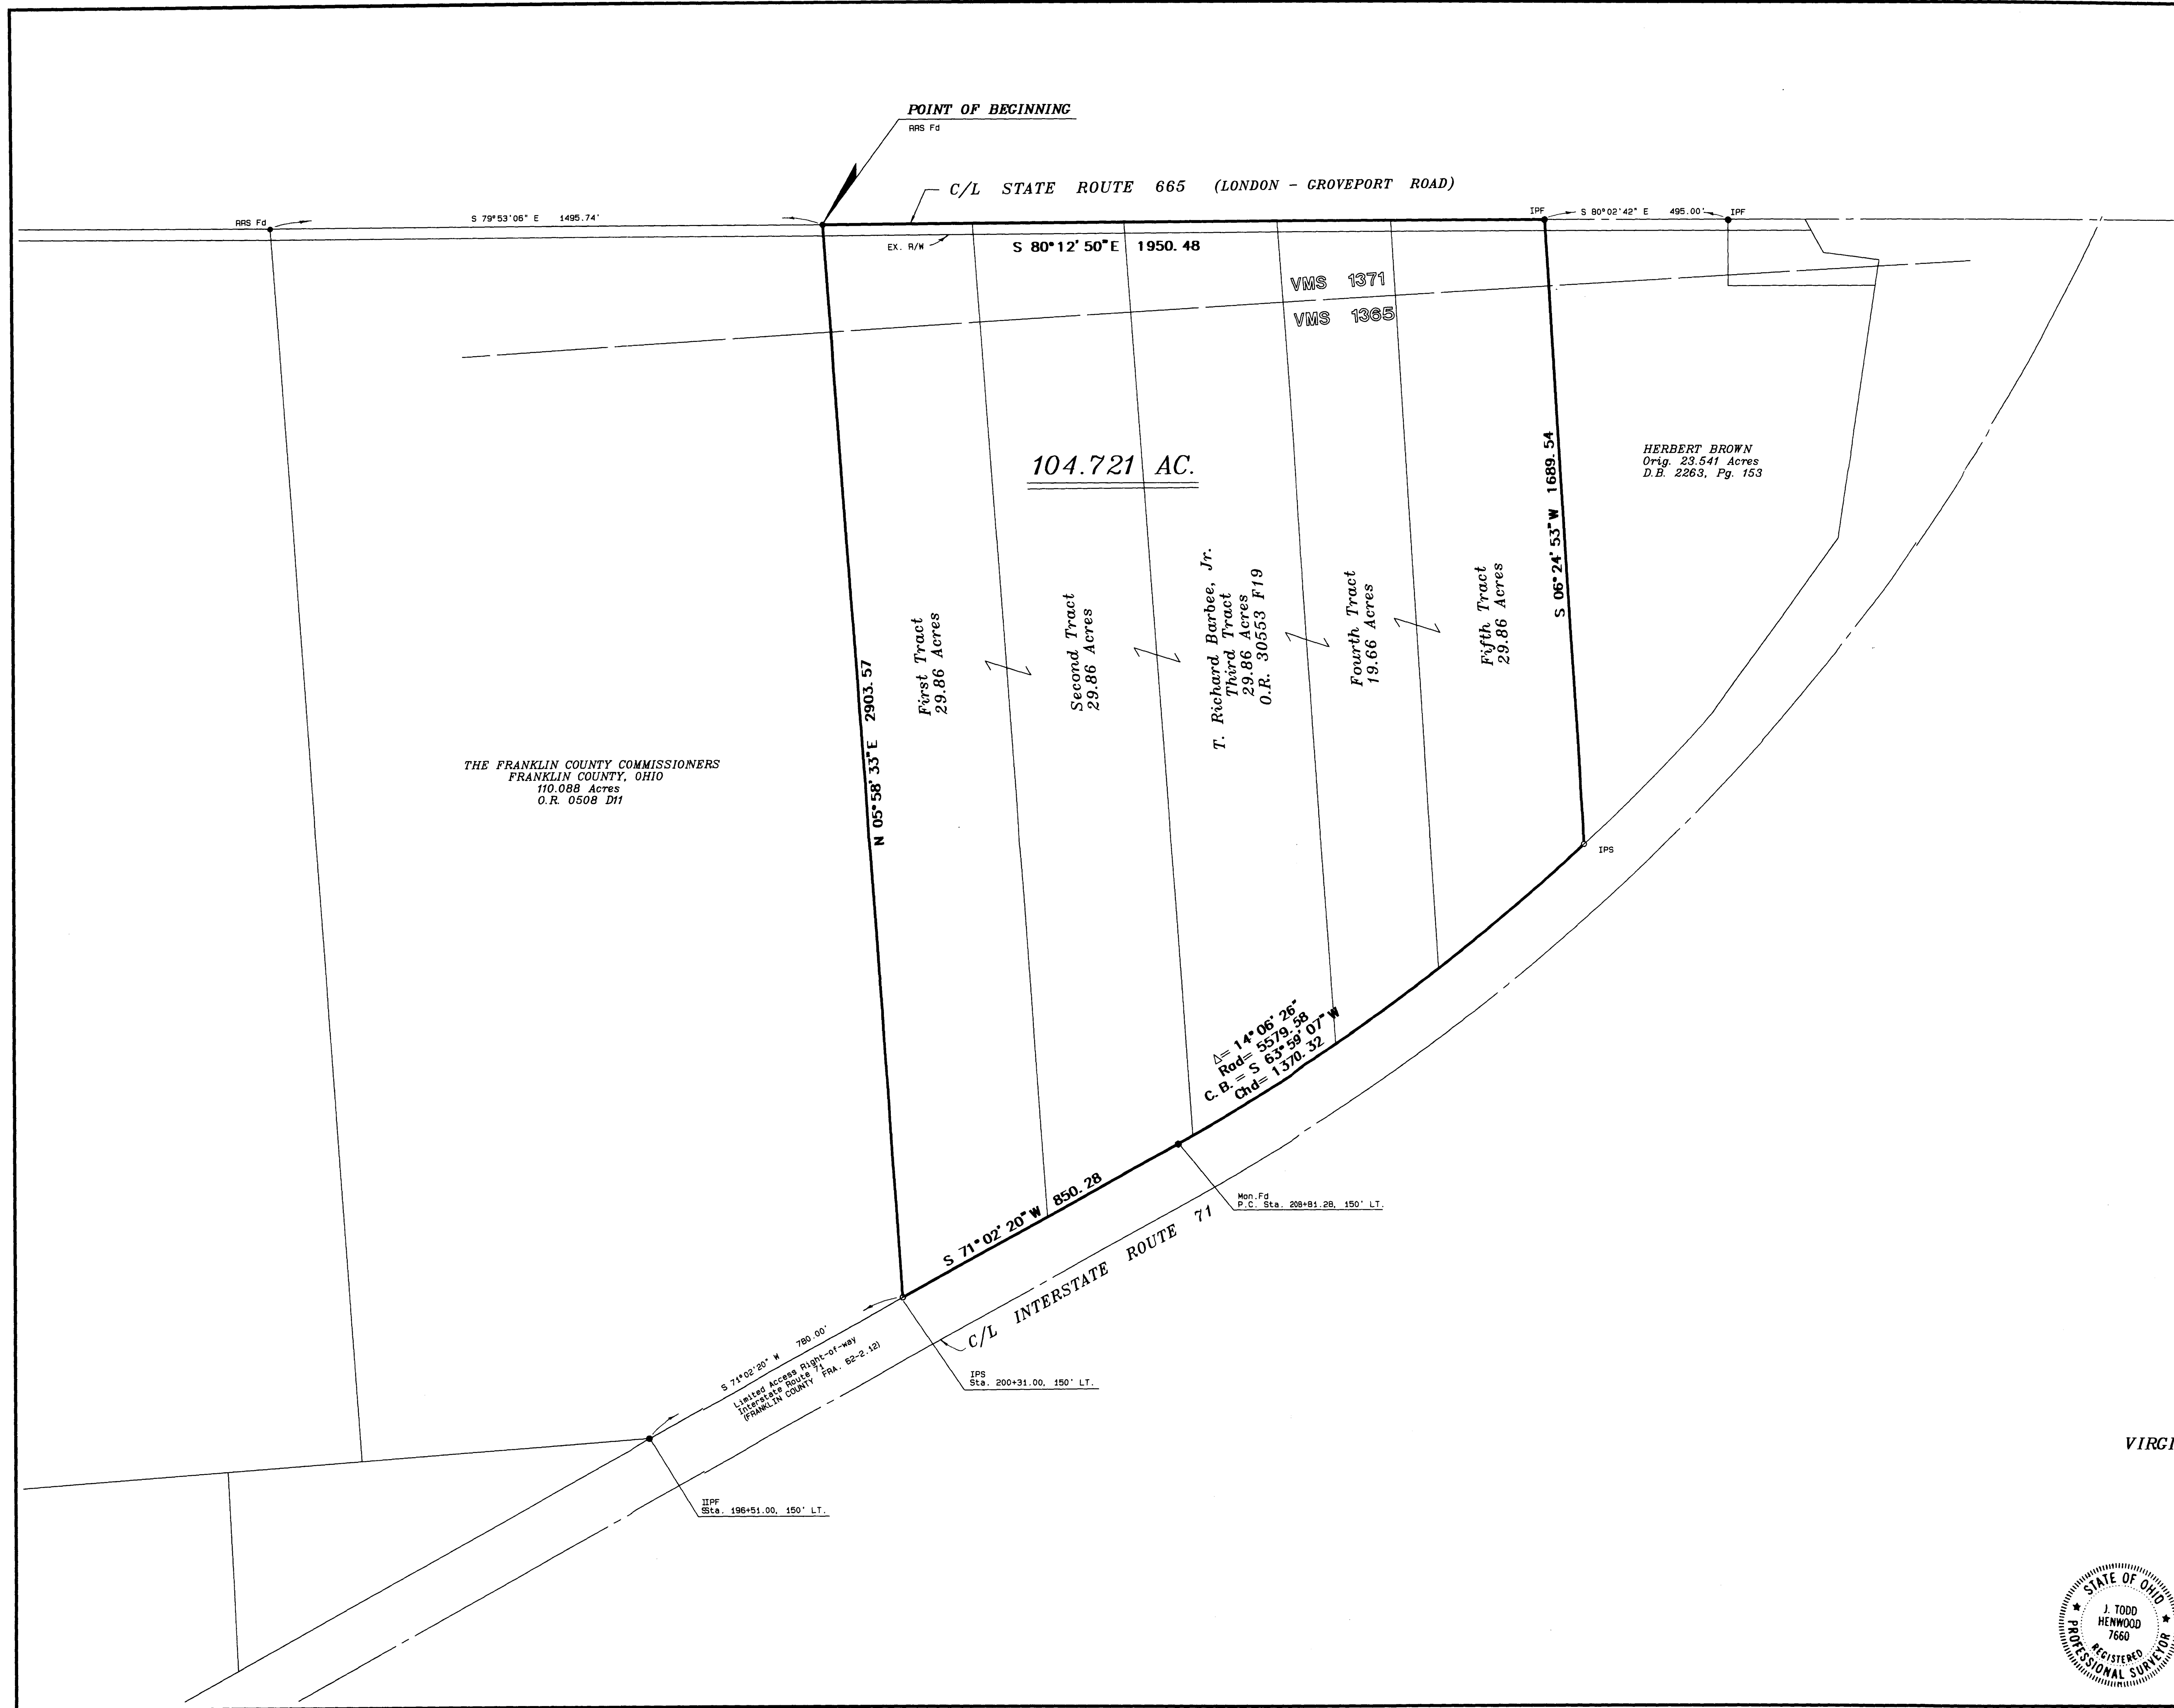 POINT OF BEGINNING
RRS Fd
C/L STATE ROUTE 665 (LONDON - GROVEPORT ROAD)
RRS Fd
S 79°53'06" E 1495.74'
IPF
S 80°02'42" E 495.00'
IPF
EX. R/W
S 80°12'50"E 1950.48
VMS 1371
VMS 1365
104.721 AC.
HERBERT BROWN
Orig. 23.541 Acres
D.B. 2263, Pg. 153
S 06°24'53"W 1689.54
First Tract
29.86 Acres
Second Tract
29.86 Acres
T. Richard Barbee, Jr.
Third Tract
29.86 Acres
O.R. 30553 F19
Fourth Tract
19.66 Acres
Fifth Tract
29.86 Acres
N 05°58'33"E 2903.57
THE FRANKLIN COUNTY COMMISSIONERS
FRANKLIN COUNTY, OHIO
110.088 Acres
O.R. 0508 D11
IPS
Δ= 14°06'26"
Rad= 5579.58
C.B.= S 63°59'07"W
Chd= 1370.32
S 71°02'20"W 850.28
Mon.Fd
P.C. Sta. 208+81.28, 150' LT.
C/L INTERSTATE ROUTE 71
IPS
Sta. 200+31.00, 150' LT.
S 71°02'20" W 780.00'
Limited Access Right-of-way
Interstate Route 71
(FRANKLIN COUNTY FRA. 62-2.12)
IIPF
SSta. 196+51.00, 150' LT.
VIRGI
STATE OF OHIO
J. TODD
HENWOOD
7660
REGISTERED
PROFESSIONAL SURVEYOR